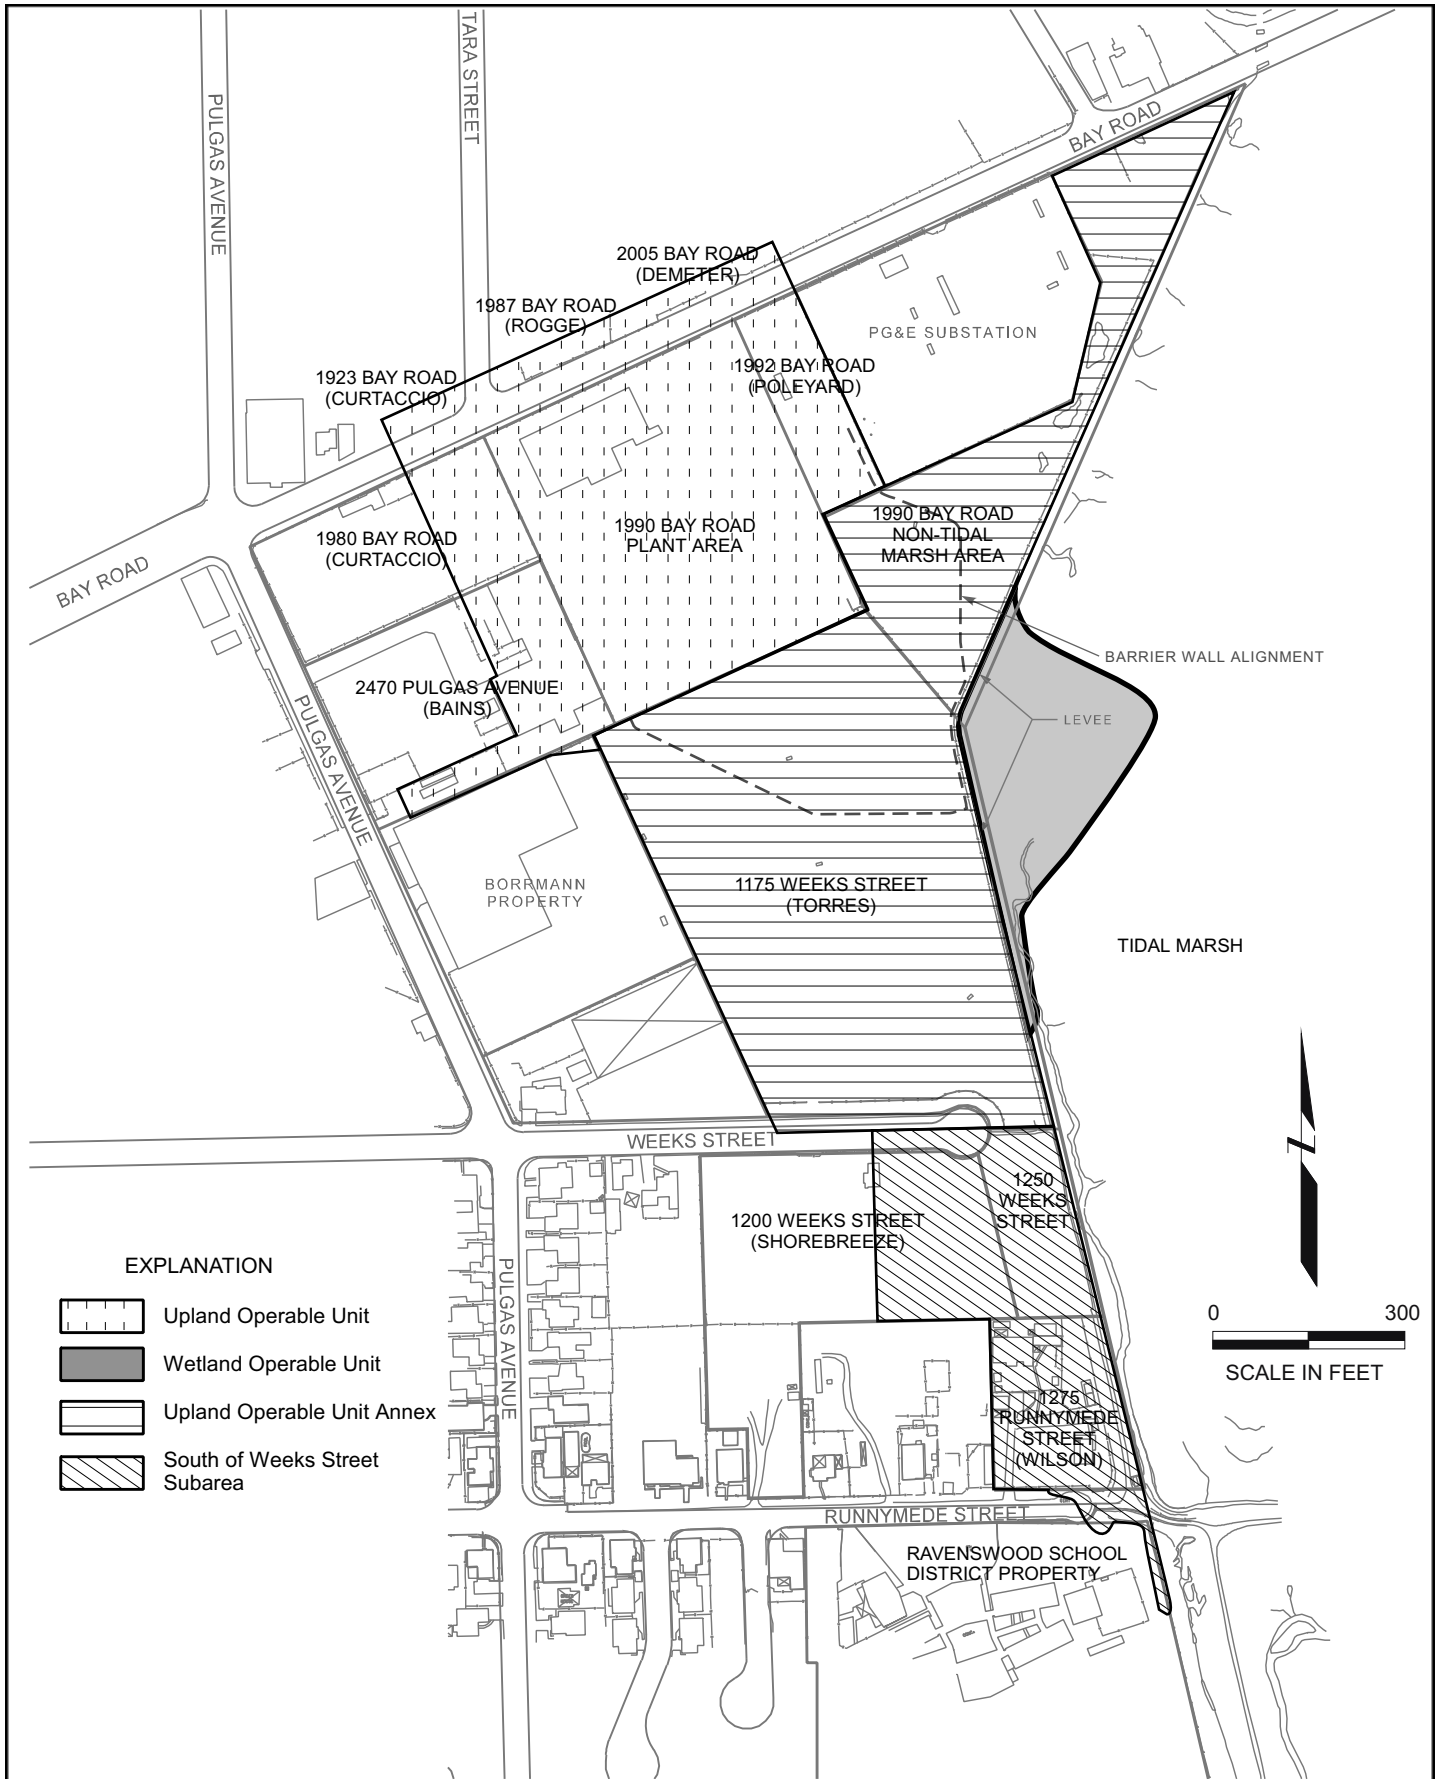 TARA STREET
PULGAS AVENUE
BAY ROAD
2005 BAY ROAD
(DEMETER)
1987 BAY ROAD
(ROGGE)
PG&E SUBSTATION
1992 BAY ROAD
(POLEYARD)
1923 BAY ROAD
(CURTACCIO)
1990 BAY ROAD
PLANT AREA
1990 BAY ROAD
NON-TIDAL
MARSH AREA
1980 BAY ROAD
(CURTACCIO)
BAY ROAD
BARRIER WALL ALIGNMENT
2470 PULGAS AVENUE
(BAINS)
LEVEE
PULGAS AVENUE
BORRMANN
PROPERTY
1175 WEEKS STREET
(TORRES)
TIDAL MARSH
WEEKS STREET
1250
WEEKS
STREET
1200 WEEKS STREET
(SHOREBREEZE)
PULGAS AVENUE
EXPLANATION
Upland Operable Unit
Wetland Operable Unit
Upland Operable Unit Annex
South of Weeks Street
Subarea
Z
0 300
SCALE IN FEET
1275
RUNNYMEDE
STREET
(WILSON)
RUNNYMEDE STREET
RAVENSWOOD SCHOOL
DISTRICT PROPERTY